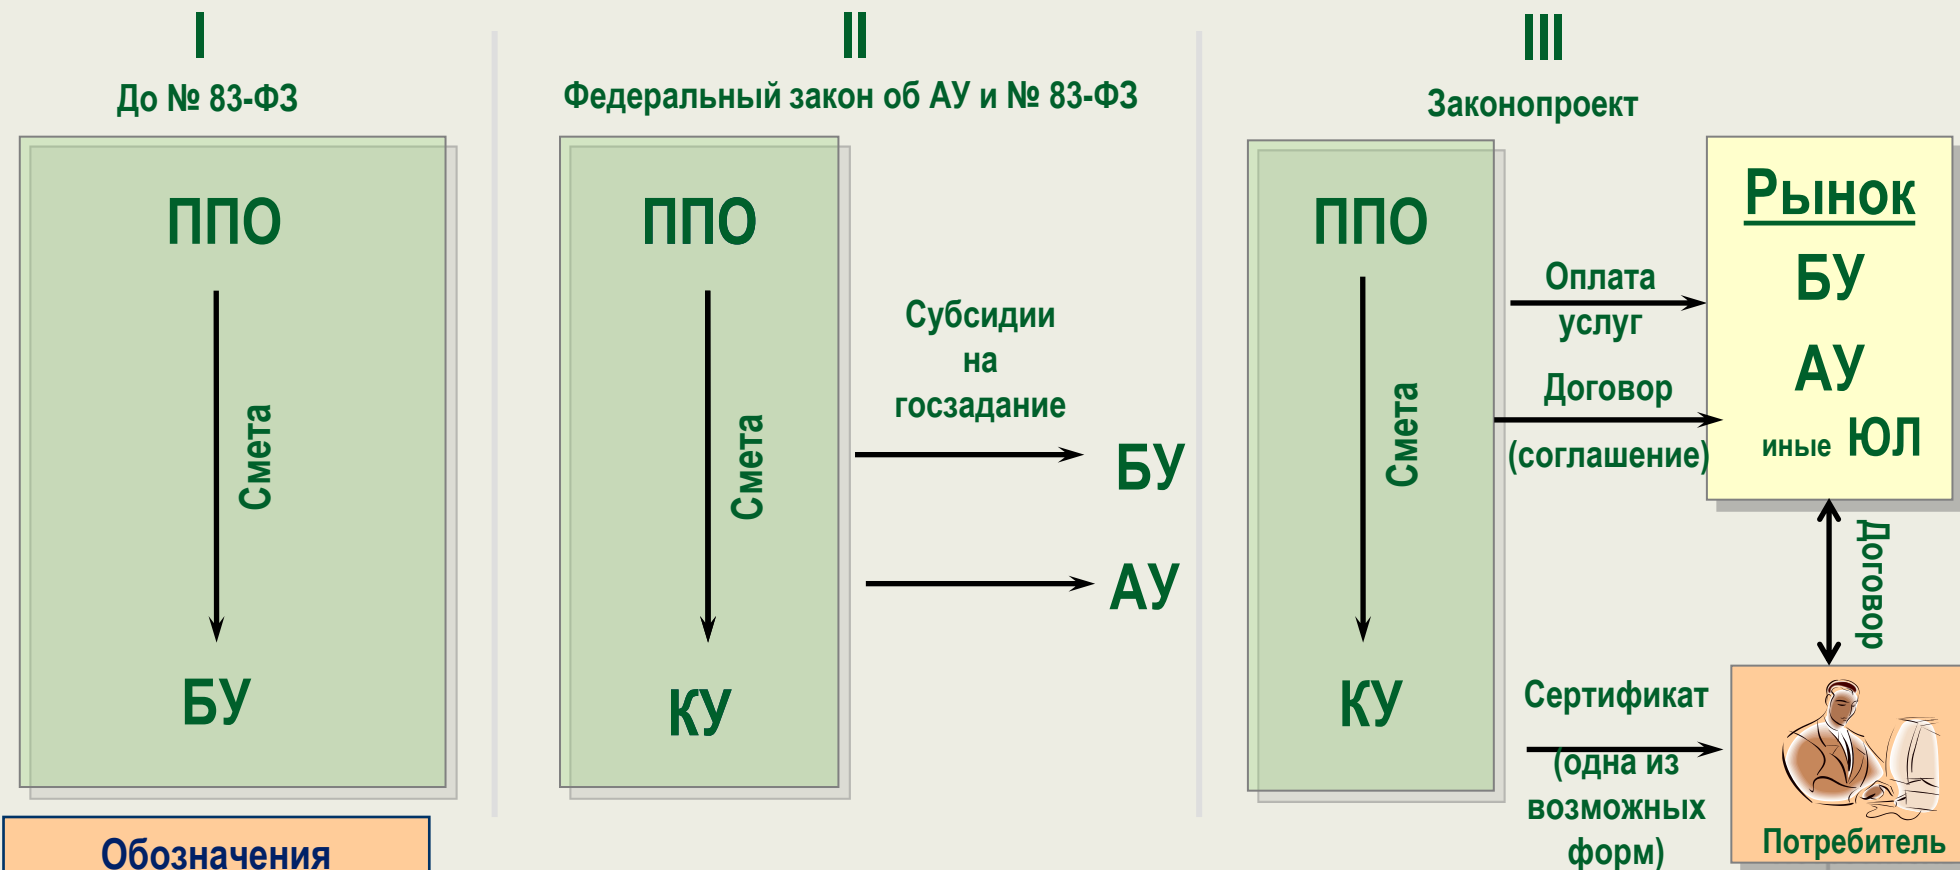 I
До № 83-ФЗ
ППО
Смета
БУ
Обозначения
II
Федеральный закон об АУ и № 83-ФЗ
ППО
Смета
КУ
Субсидии
на
госзадание
БУ
АУ
III
Законопроект
ППО
Смета
КУ
Оплата
услуг
Договор
(соглашение)
Рынок
БУ
АУ
иные ЮЛ
Договор
Сертификат
(одна из
возможных
форм)
Потребитель